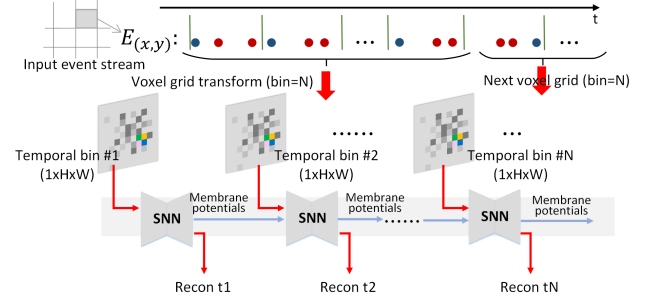 t
E(x,y):
...
...
Input event stream
Voxel grid transform (bin=N)
Next voxel grid (bin=N)
......
...
Temporal bin #1
(1xHxW)
Temporal bin #2
(1xHxW)
Temporal bin #N
(1xHxW)
SNN
Membrane
potentials
SNN
Membrane
potentials
......
SNN
Membrane
potentials
Recon t1
Recon t2
Recon tN